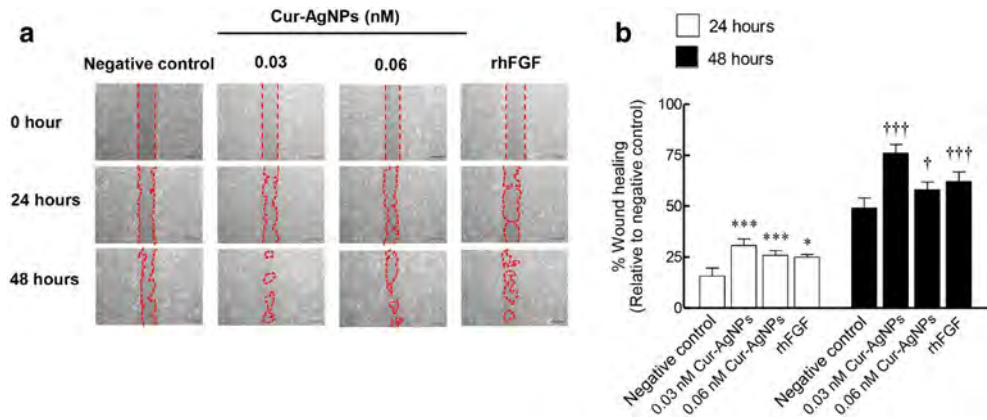 a
Cur-AgNPs (nM)
Negative control 0.03 0.06 rhFGF
0 hour
24 hours
48 hours
b
24 hours
48 hours
% Wound healing
(Relative to negative control)
100
75
50
25
0
***
***
*
†††
†
†††
Negative control
0.03 nM Cur-AgNPs
0.06 nM Cur-AgNPs
rhFGF
Negative control
0.03 nM Cur-AgNPs
0.06 nM Cur-AgNPs
rhFGF